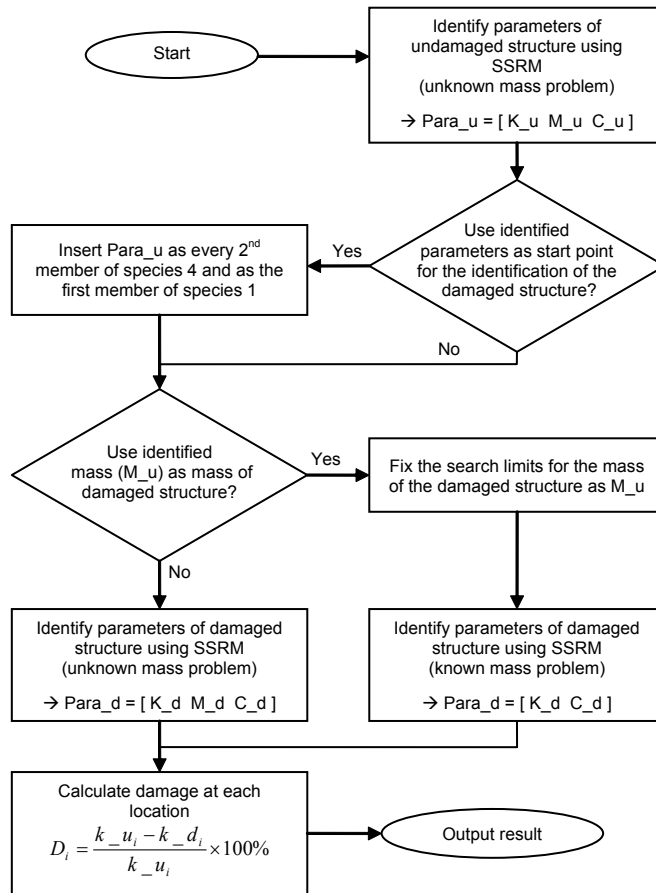 Start
Identify parameters of
undamaged structure using
SSRM
(unknown mass problem)
→ Para_u = [ K_u M_u C_u ]
Use identified
parameters as start point
for the identification of the
damaged structure?
Yes
Insert Para_u as every 2nd
member of species 4 and as the
first member of species 1
No
Use identified
mass (M_u) as mass of
damaged structure?
Yes
Fix the search limits for the mass
of the damaged structure as M_u
No
Identify parameters of damaged
structure using SSRM
(unknown mass problem)
→ Para_d = [ K_d M_d C_d ]
Identify parameters of damaged
structure using SSRM
(known mass problem)
→ Para_d = [ K_d C_d ]
Calculate damage at each
location
D_i = (k_u_i − k_d_i) / k_u_i × 100%
Output result